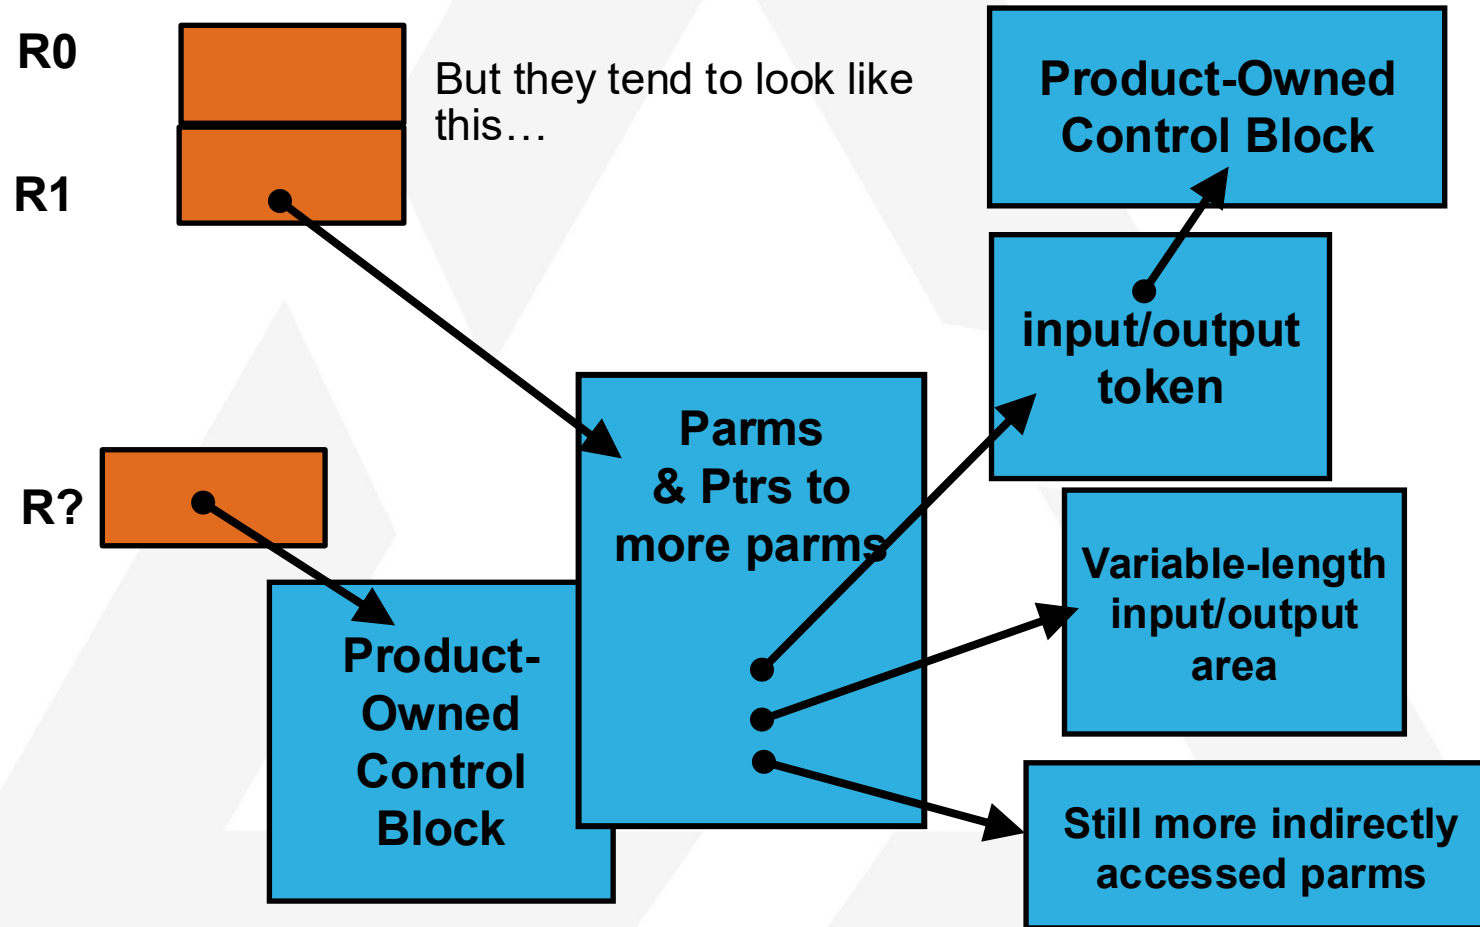 R0
But they tend to look like
this…
R1
Product-Owned
Control Block
input/output
token
Parms
& Ptrs to
more parms
R?
Variable-length
input/output
area
Product-
Owned
Control
Block
Still more indirectly
accessed parms